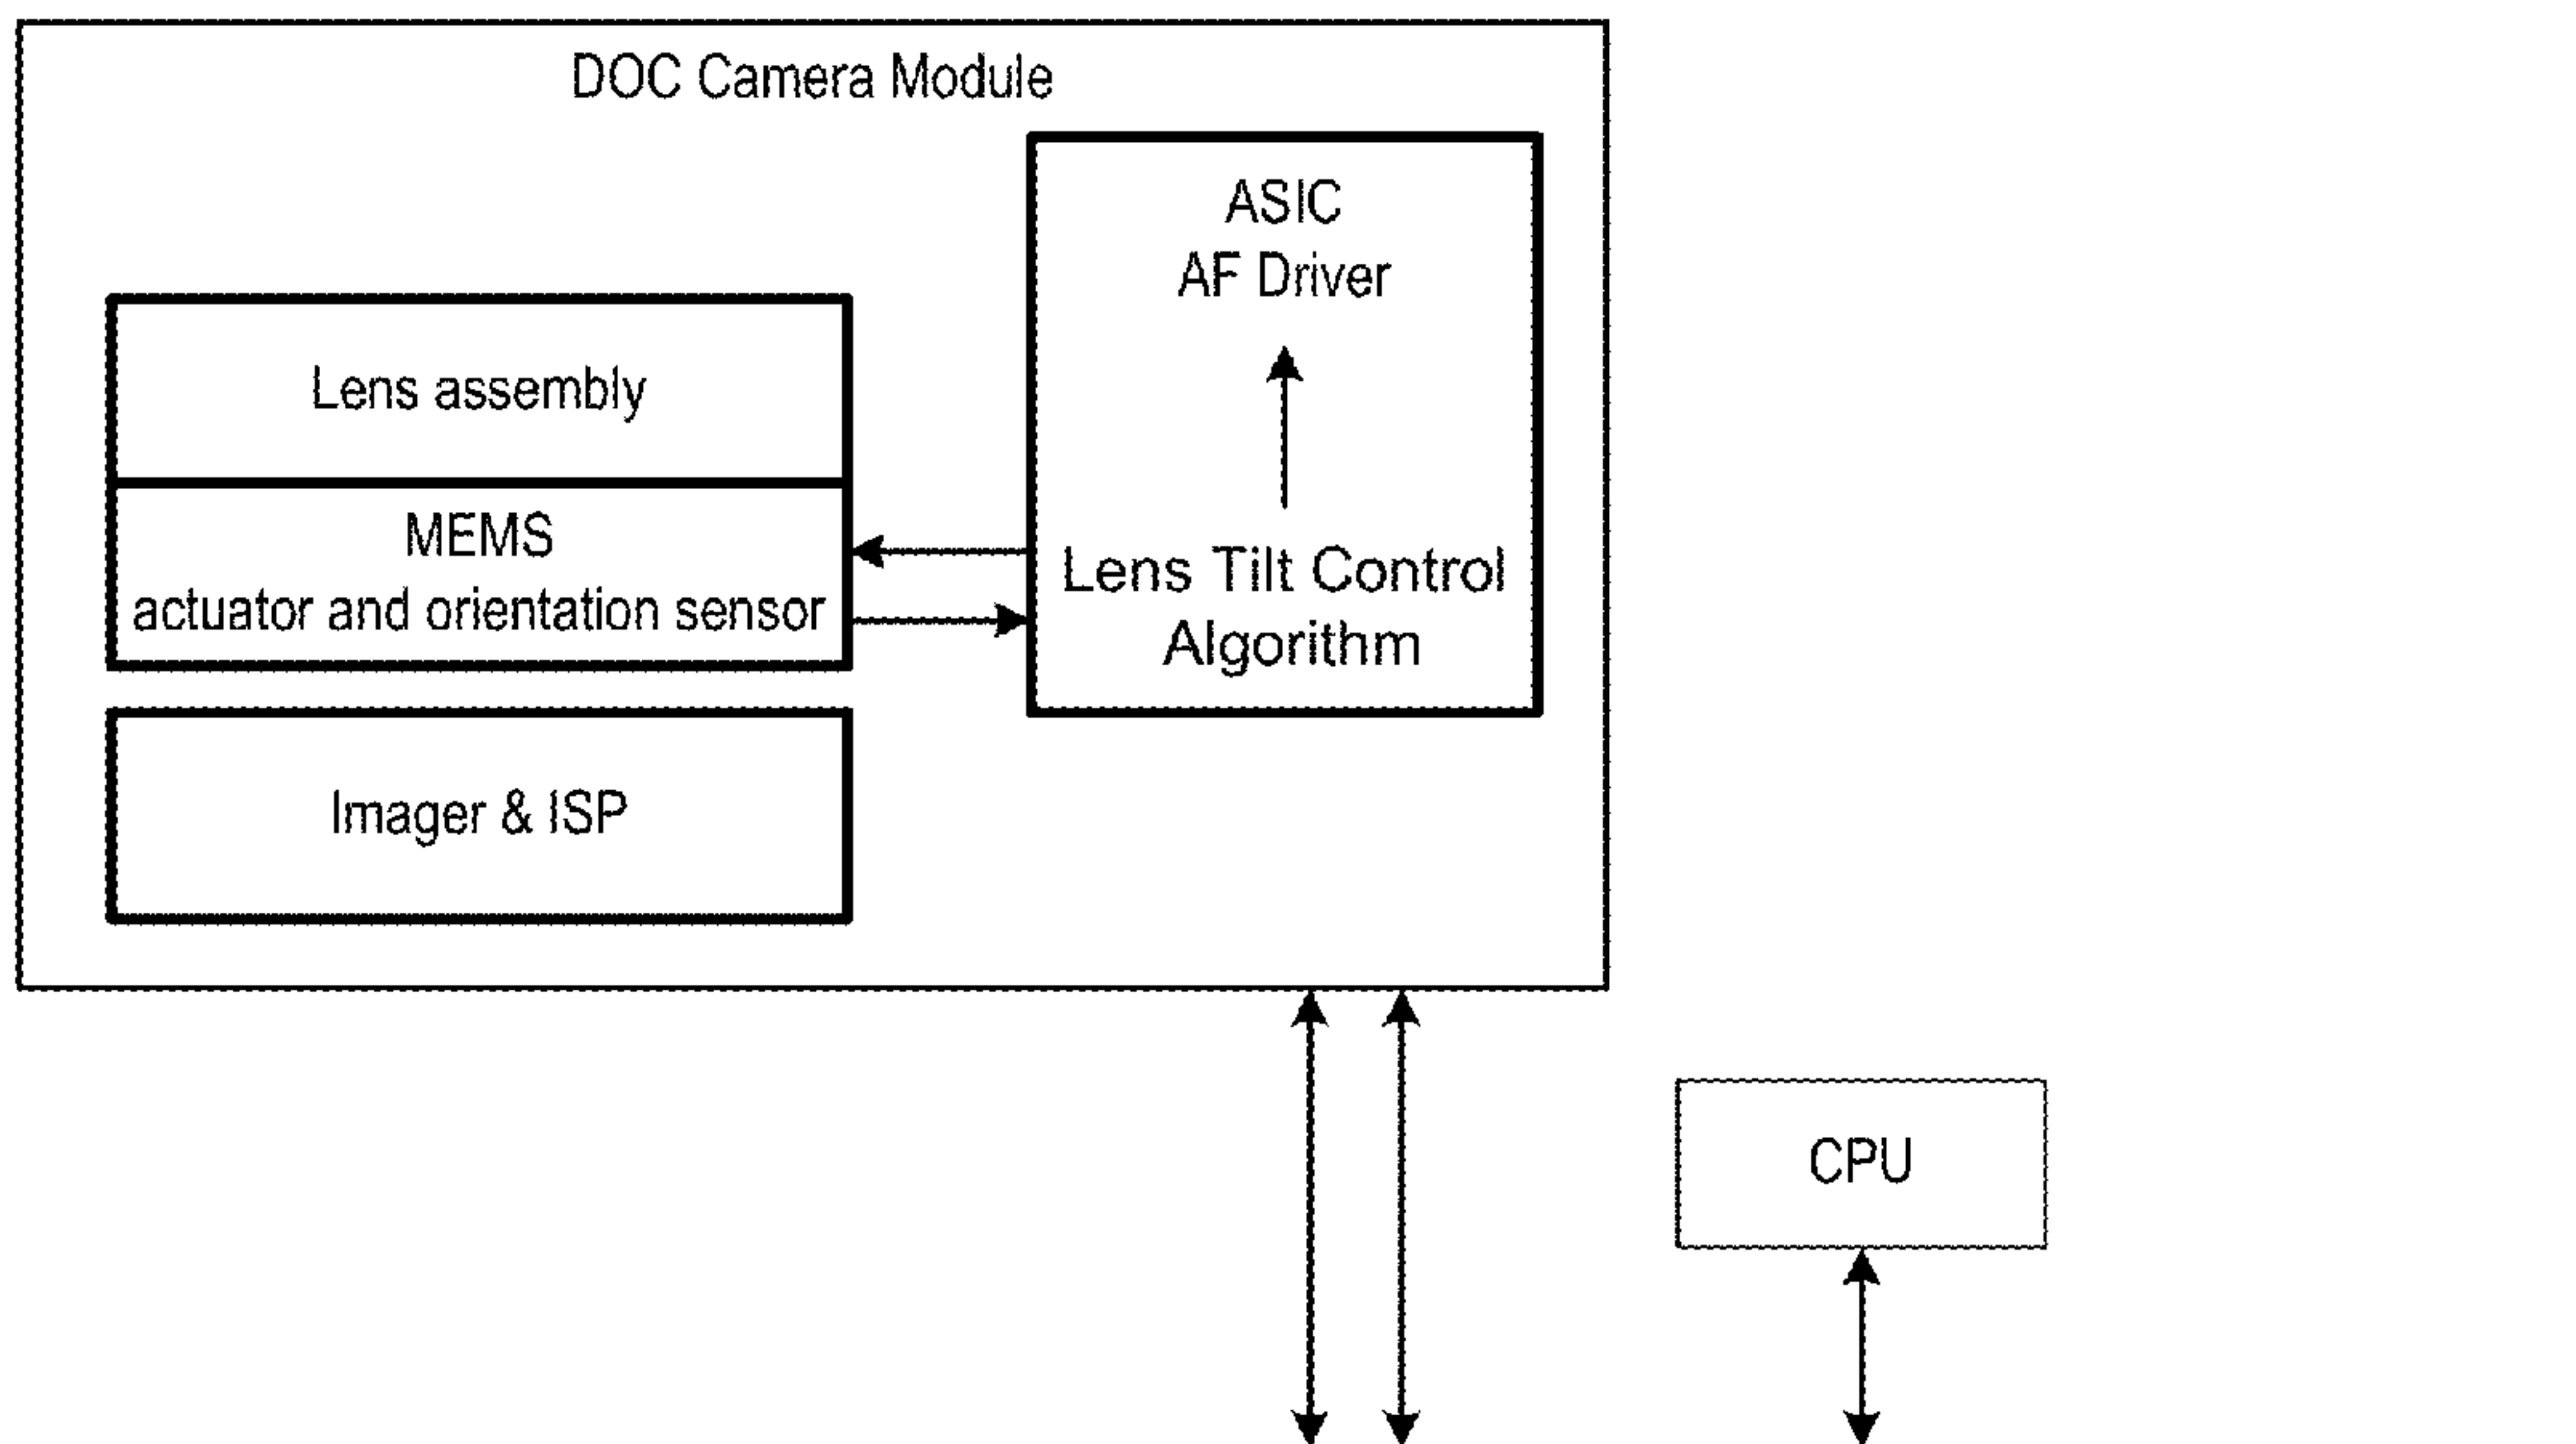 DOC Camera Module
ASIC
AF Driver
Lens assembly
MEMS
actuator and orientation sensor
Lens Tilt Control
Algorithm
Imager & ISP
CPU